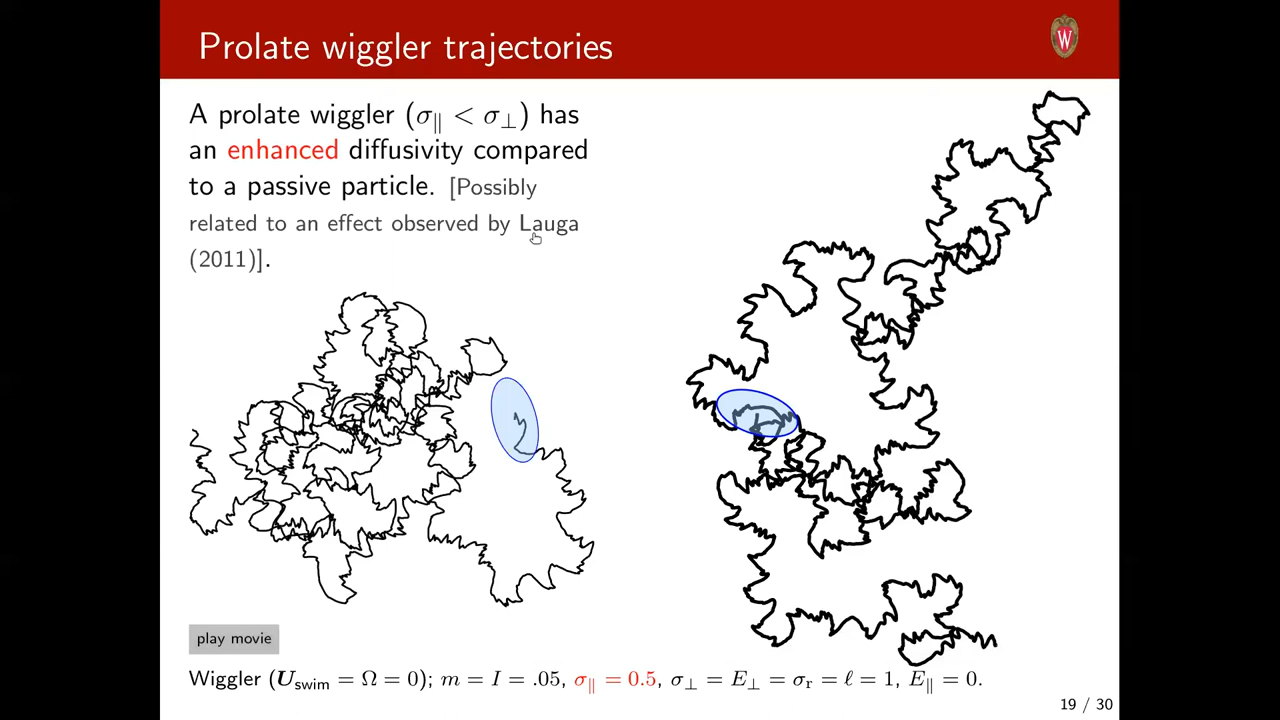 Prolate wiggler trajectories
W
A prolate wiggler (σ∥ < σ⊥) has
an enhanced diffusivity compared
to a passive particle. [Possibly
related to an effect observed by Lauga
(2011)].
play movie
Wiggler (U_swim = Ω = 0); m = I = .05, σ∥ = 0.5, σ⊥ = E⊥ = σ_r = ℓ = 1, E∥ = 0.
19 / 30